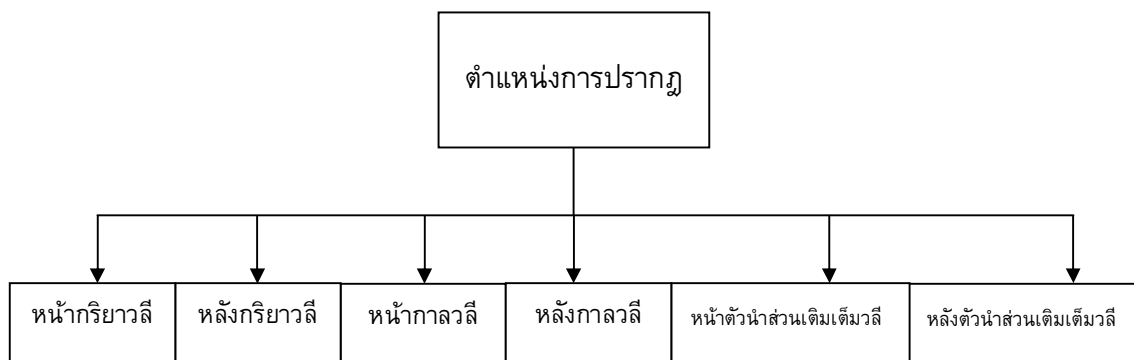 ตำแหน่งการปรากฏ
หน้ากริยาวลี
หลังกริยาวลี
หน้ากาลวลี
หลังกาลวลี
หน้าตัวนำส่วนเติมเต็มวลี
หลังตัวนำส่วนเติมเต็มวลี